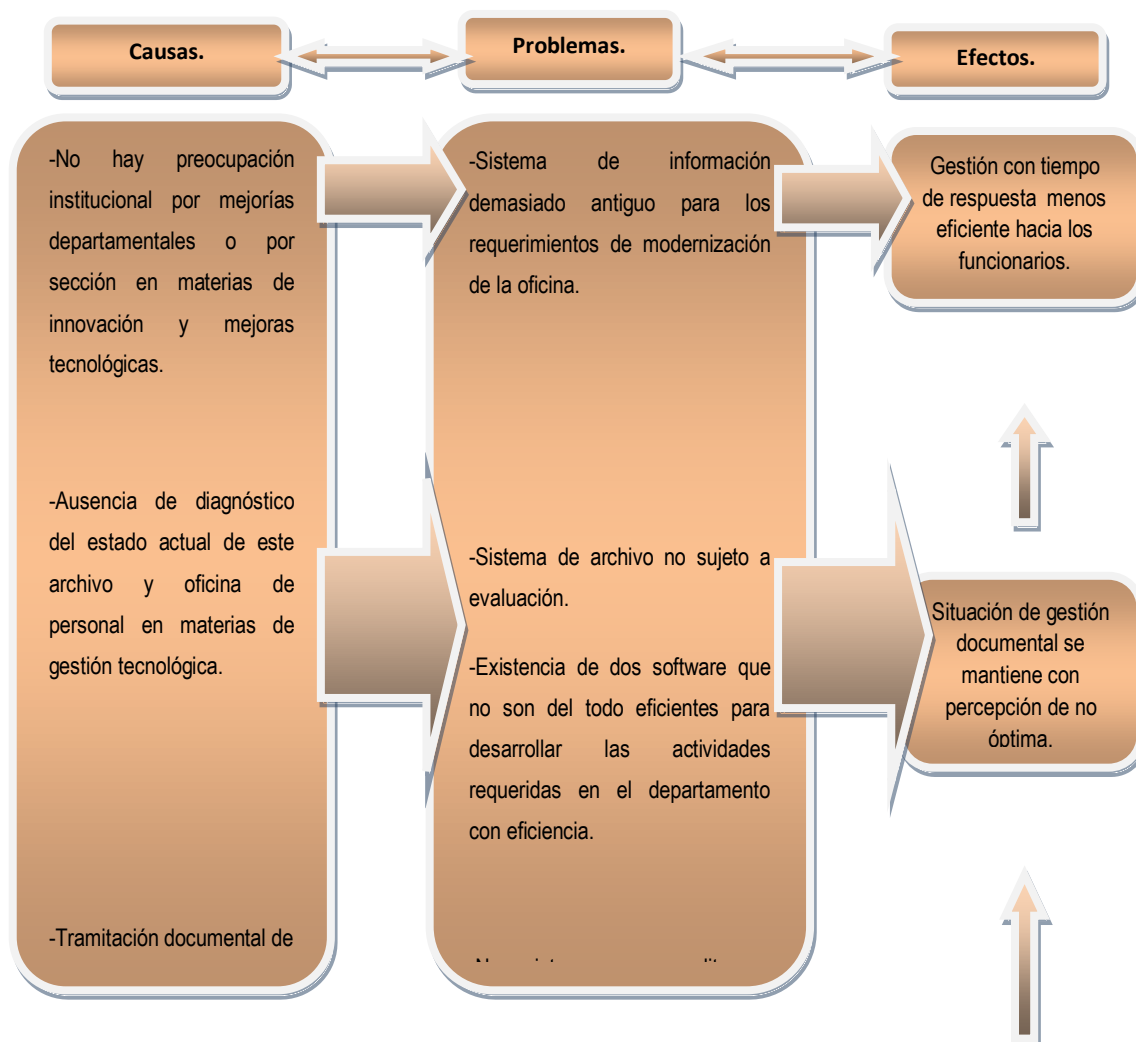 Causas.
Problemas.
Efectos.
-No hay preocupación
institucional por mejorías
departamentales o por
sección en materias de
innovación y mejoras
tecnológicas.
-Ausencia de diagnóstico
del estado actual de este
archivo y oficina de
personal en materias de
gestión tecnológica.
-Tramitación documental de
-Sistema de información
demasiado antiguo para los
requerimientos de modernización
de la oficina.
-Sistema de archivo no sujeto a
evaluación.
-Existencia de dos software que
no son del todo eficientes para
desarrollar las actividades
requeridas en el departamento
con eficiencia.
Gestión con tiempo
de respuesta menos
eficiente hacia los
funcionarios.
Situación de gestión
documental se
mantiene con
percepción de no
óptima.